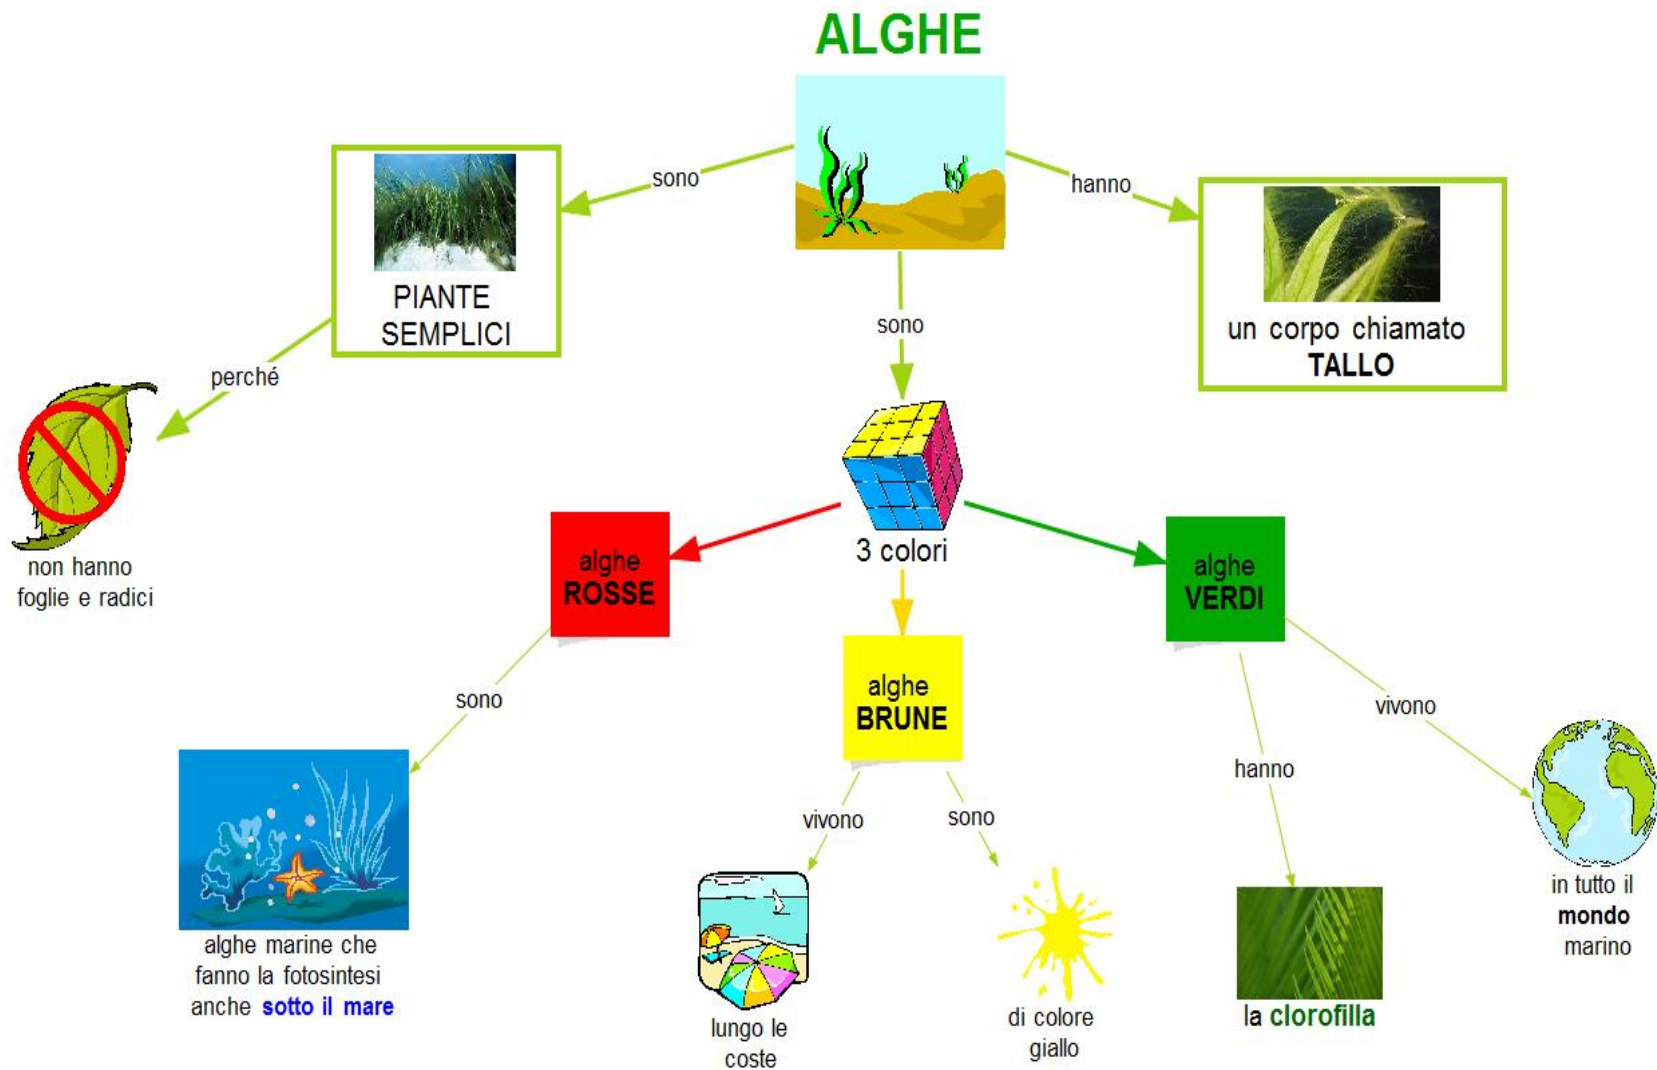 ALGHE
sono
hanno
PIANTE
SEMPLICI
sono
un corpo chiamato
TALLO
perché
non hanno
foglie e radici
3 colori
alghe
ROSSE
alghe
VERDI
alghe
BRUNE
sono
vivono
hanno
vivono
sono
alghe marine che
fanno la fotosintesi
anche sotto il mare
lungo le
coste
di colore
giallo
la clorofilla
in tutto il
mondo
marino